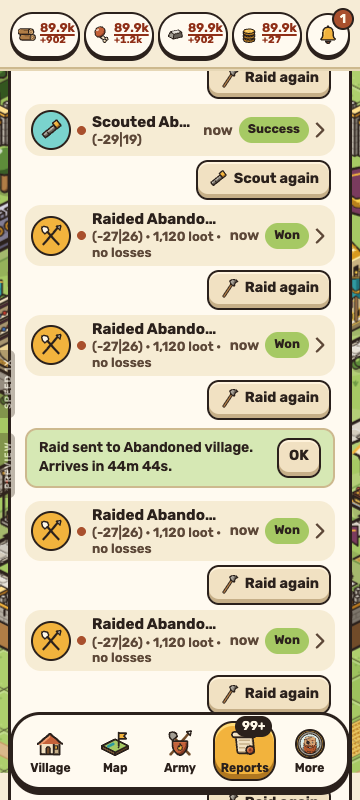 89.9k
+902
89.9k
+1.2k
89.9k
+902
89.9k
+27
1
Raid again
Scouted Ab...
(-29|19)
now
Success
Scout again
Raided Abando...
(-27|26) • 1,120 loot •
no losses
now
Won
Raid again
Raided Abando...
(-27|26) • 1,120 loot •
no losses
now
Won
Raid again
SPEED 1X
Raid sent to Abandoned village.
Arrives in 44m 44s.
OK
PREVIEW
Raided Abando...
(-27|26) • 1,120 loot •
no losses
now
Won
Raid again
Raided Abando...
(-27|26) • 1,120 loot •
no losses
now
Won
Raid again
99+
Village
Map
Army
Reports
More